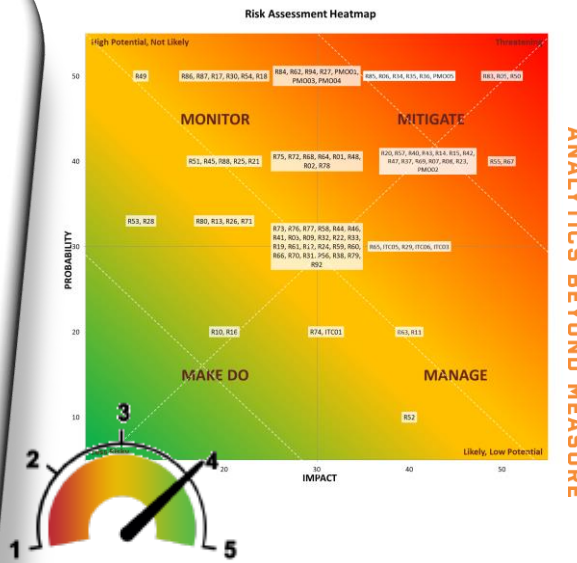 Risk Assessment Heatmap
High Potential, Not Likely
Threatening
50
R49
R86, R87, R17, R30, R54, R18
R84, R62, R94, R27, PMO01,
PMO03, PMO04
R85, R06, R34, R35, R36, PMO05
R83, R05, R50
MONITOR
MITIGATE
40
R51, R45, R88, R25, R21
R75, R72, R68, R64, R01, R48,
R02, R78
R20, R57, R40, R43, R14, R15, R42,
R47, R37, R69, R07, R08, R23,
PMO02
R55, R67
R53, R28
R80, R13, R26, R71
30
R73, R76, R77, R58, R44, R46,
R41, R03, R09, R32, R22, R33,
R19, R61, R12, R24, R59, R60,
R66, R70, R31, R56, R38, R79,
R92
R65, ITC05, R29, ITC06, ITC03
PROBABILITY
20
R10, R16
R74, ITC01
R63, R11
MAKE DO
MANAGE
10
R52
Likely, Low Potential
20
30
40
50
IMPACT
1
2
3
4
5
ANALYTICS BEYOND MEASURE